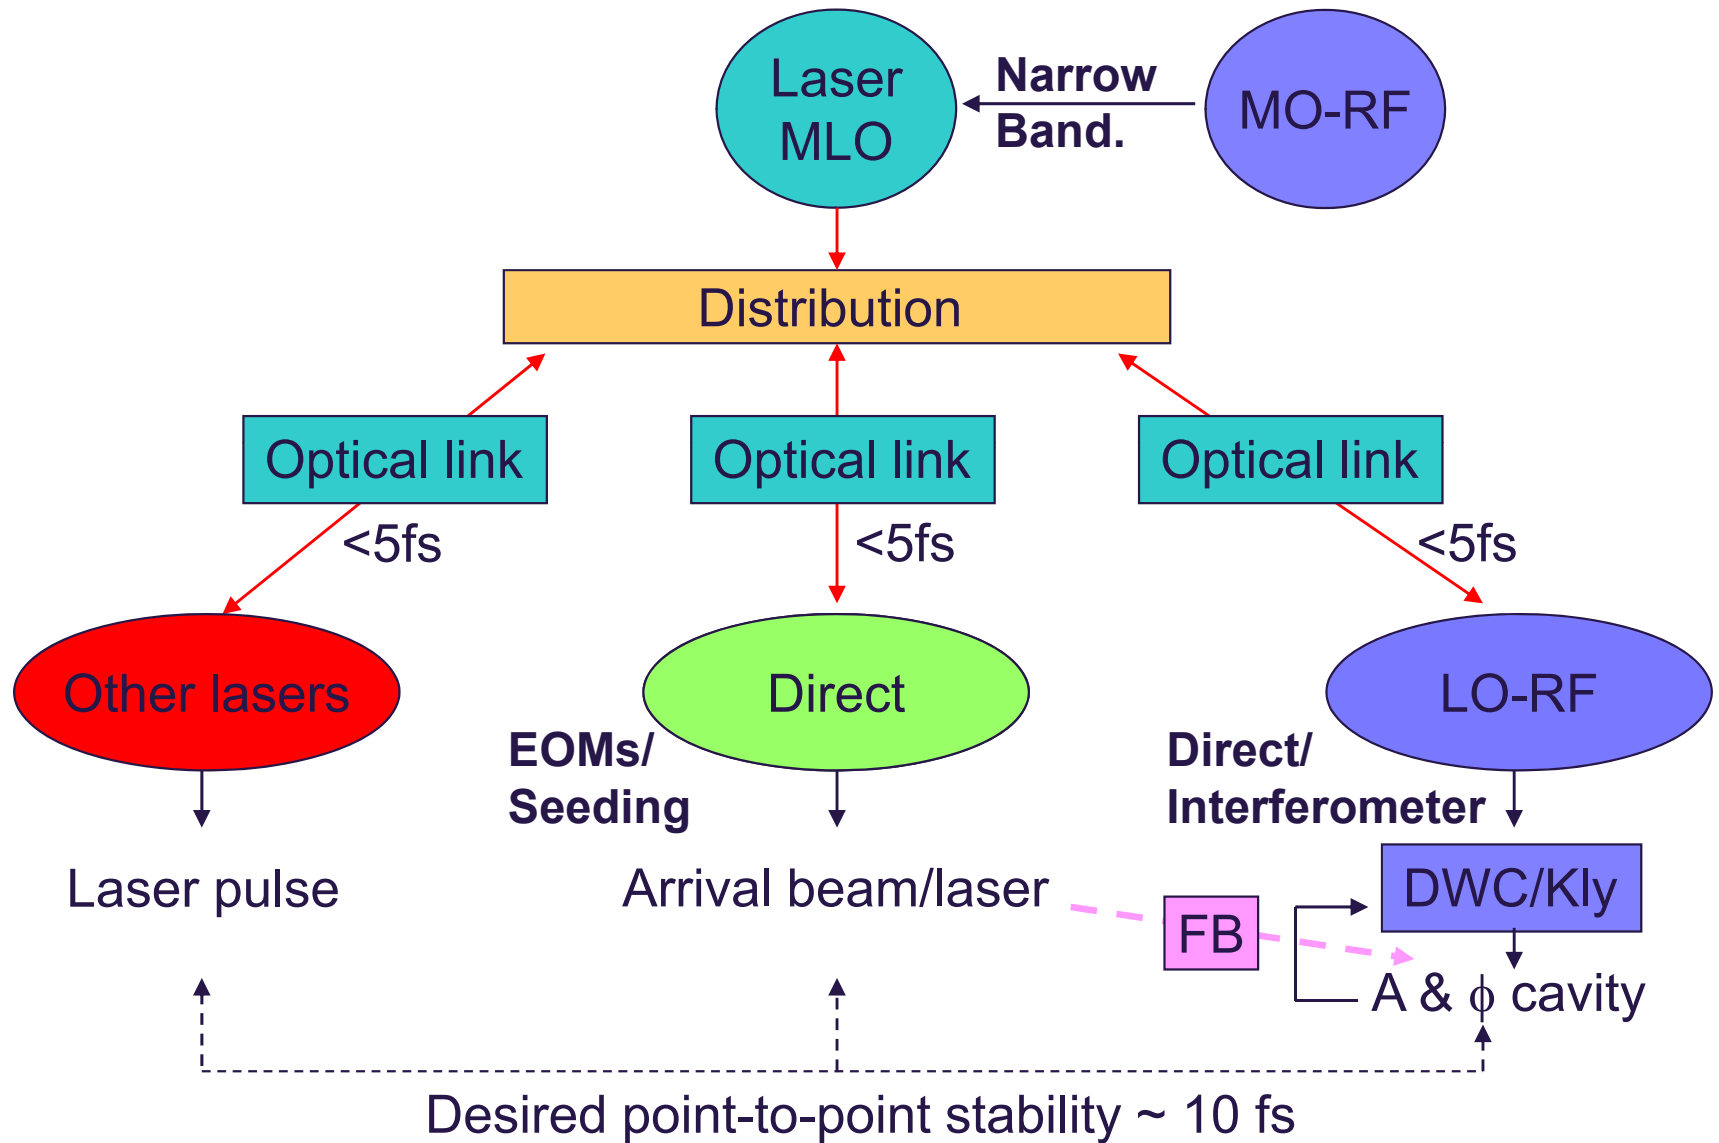 Laser
MLO
Narrow
Band.
MO-RF
Distribution
Optical link
Optical link
Optical link
<5fs
<5fs
<5fs
Other lasers
Direct
LO-RF
EOMs/
Seeding
Direct/
Interferometer
Laser pulse
Arrival beam/laser
FB
DWC/Kly
A & ϕ cavity
Desired point-to-point stability ~ 10 fs